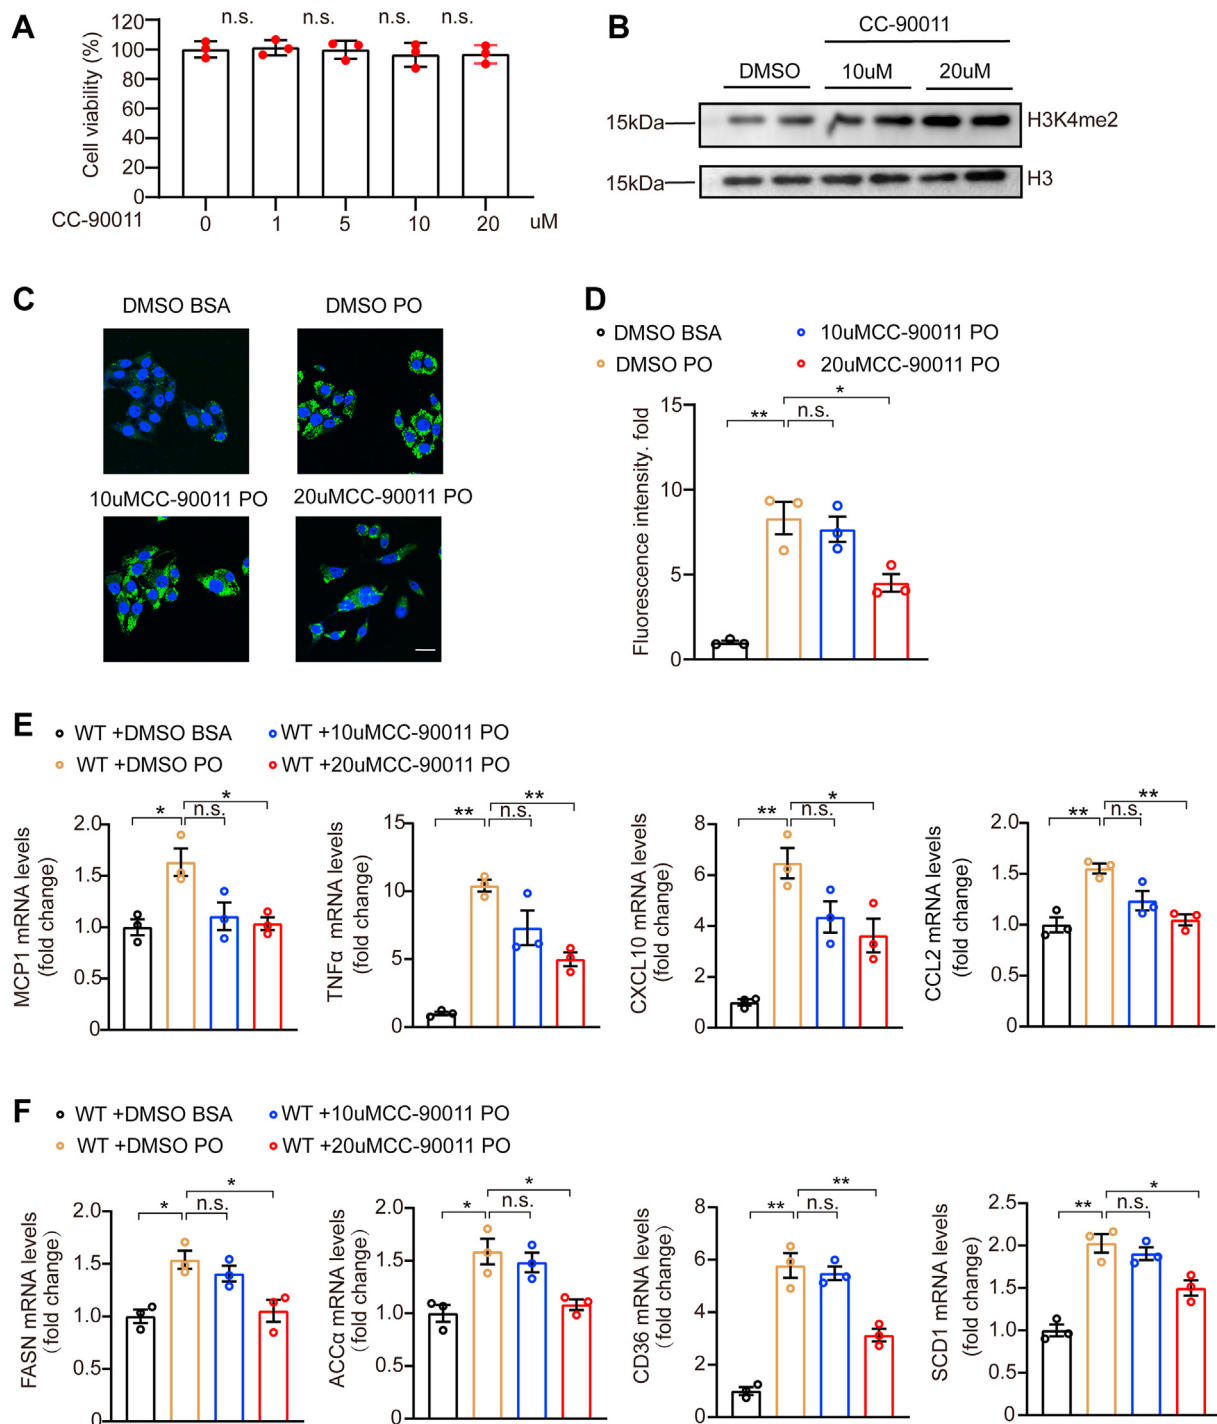 A
n.s. n.s. n.s. n.s.
Cell viability (%)
120
100
80
60
40
20
0
CC-90011 0 1 5 10 20 uM
B
CC-90011
DMSO 10uM 20uM
15kDa H3K4me2
15kDa H3
C
DMSO BSA DMSO PO
10uMCC-90011 PO 20uMCC-90011 PO
D
DMSO BSA 10uMCC-90011 PO
DMSO PO 20uMCC-90011 PO
Fluorescence intensity. fold
15
10
5
0
*
** n.s.
E
WT +DMSO BSA WT +10uMCC-90011 PO
WT +DMSO PO WT +20uMCC-90011 PO
MCP1 mRNA levels
(fold change)
2.0
1.5
1.0
0.5
0
*
* n.s.
TNFα mRNA levels
(fold change)
15
10
5
0
**
** n.s.
CXCL10 mRNA levels
(fold change)
8
6
4
2
0
*
** n.s.
CCL2 mRNA levels
(fold change)
2.0
1.5
1.0
0.5
0
**
** n.s.
F
WT +DMSO BSA WT +10uMCC-90011 PO
WT +DMSO PO WT +20uMCC-90011 PO
FASN mRNA levels
(fold change)
2.0
1.5
1.0
0.5
0
*
* n.s.
ACCα mRNA levels
(fold change)
2.0
1.5
1.0
0.5
0
*
* n.s.
CD36 mRNA levels
(fold change)
8
6
4
2
0
**
** n.s.
SCD1 mRNA levels
(fold change)
2.5
2.0
1.5
1.0
0.5
0
*
** n.s.